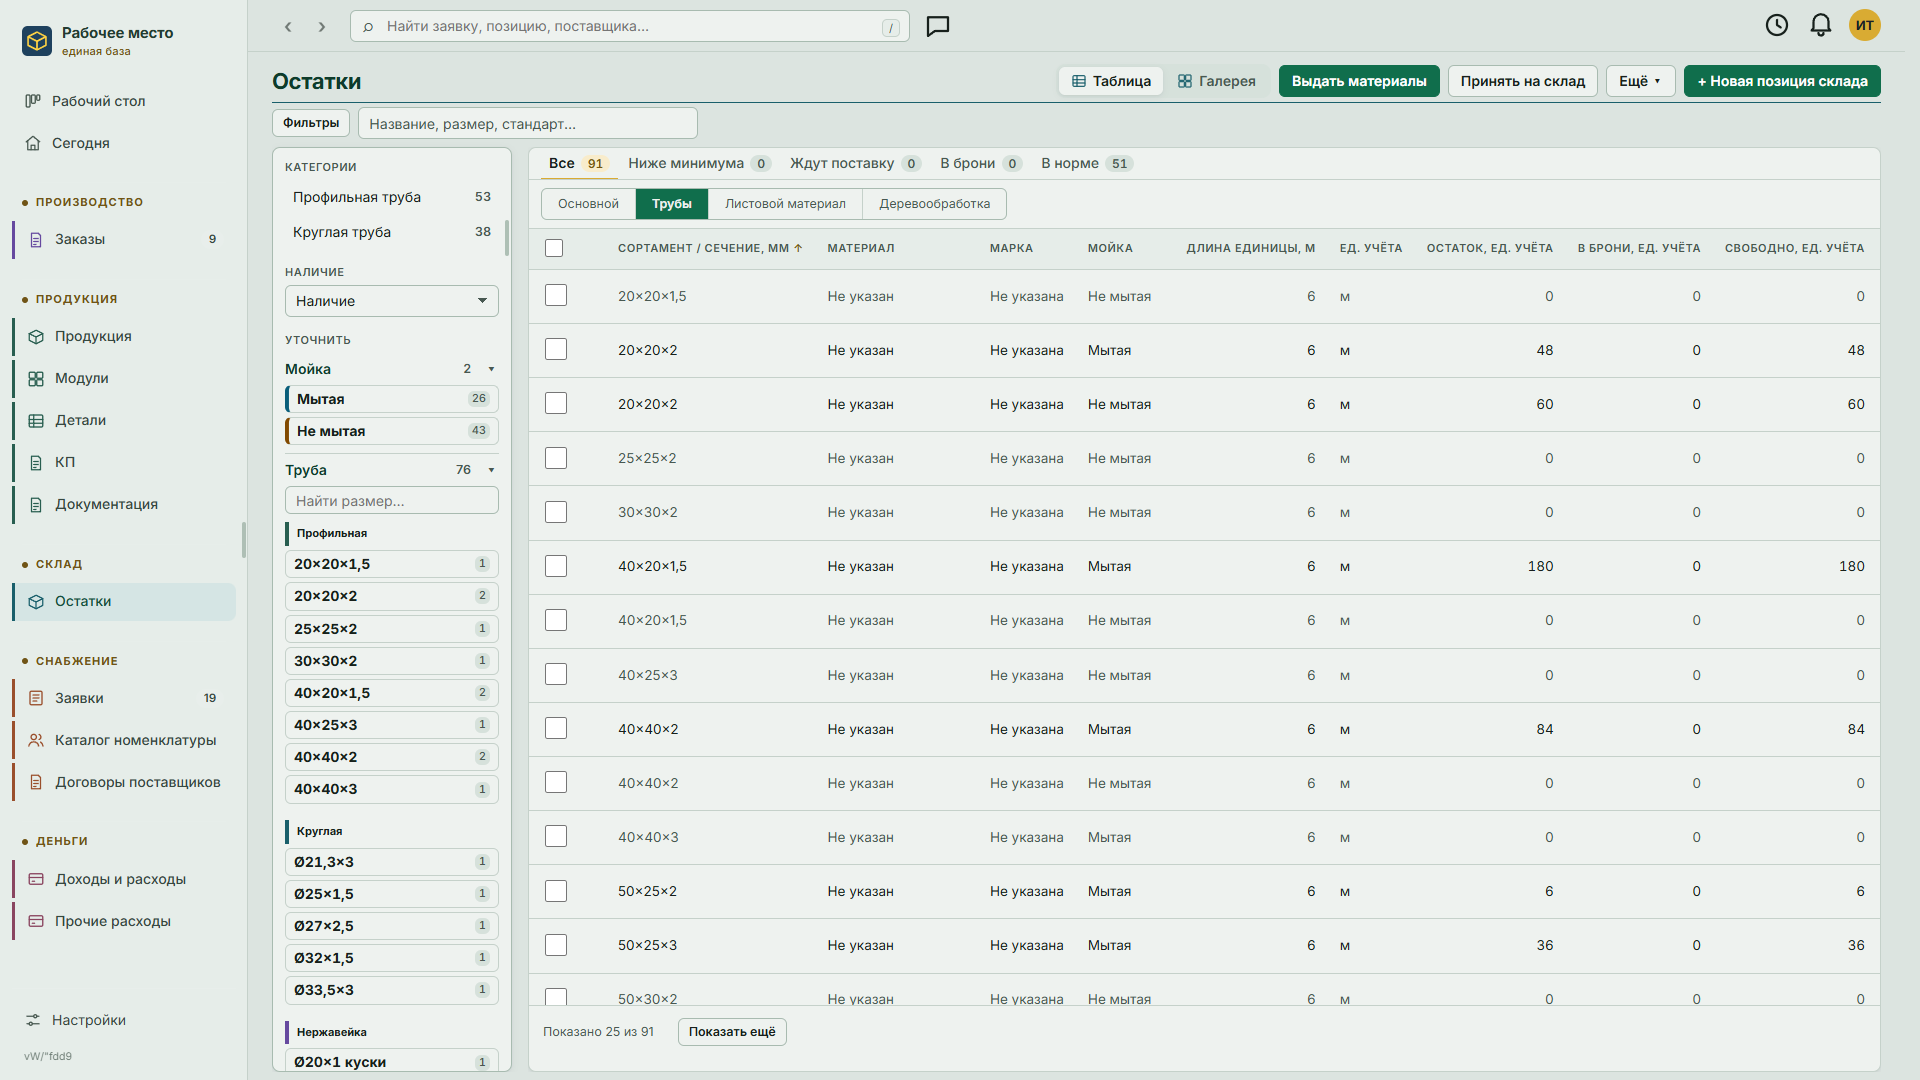 Рабочее место
единая база
Рабочий стол
Сегодня
ПРОИЗВОДСТВО
Заказы 9
ПРОДУКЦИЯ
Продукция
Модули
Детали
КП
Документация
СКЛАД
Остатки
СНАБЖЕНИЕ
Заявки 19
Каталог номенклатуры
Договоры поставщиков
ДЕНЬГИ
Доходы и расходы
Прочие расходы
Настройки
vW/"fdd9
Найти заявку, позицию, поставщика... /
ИТ
Остатки
Таблица Галерея Выдать материалы Принять на склад Ещё + Новая позиция склада
Фильтры Название, размер, стандарт...
КАТЕГОРИИ
Профильная труба 53
Круглая труба 38
НАЛИЧИЕ
Наличие
УТОЧНИТЬ
Мойка 2
Мытая 26
Не мытая 43
Труба 76
Найти размер...
Профильная
20×20×1,5 1
20×20×2 2
25×25×2 1
30×30×2 1
40×20×1,5 2
40×25×3 1
40×40×2 2
40×40×3 1
Круглая
Ø21,3×3 1
Ø25×1,5 1
Ø27×2,5 1
Ø32×1,5 1
Ø33,5×3 1
Нержавейка
Ø20×1 куски 1
Все 91 Ниже минимума 0 Ждут поставку 0 В брони 0 В норме 51
Основной Трубы Листовой материал Деревообработка
СОРТАМЕНТ / СЕЧЕНИЕ, ММ ↑ МАТЕРИАЛ МАРКА МОЙКА ДЛИНА ЕДИНИЦЫ, М ЕД. УЧЁТА ОСТАТОК, ЕД. УЧЁТА В БРОНИ, ЕД. УЧЁТА СВОБОДНО, ЕД. УЧЁТА
20×20×1,5 Не указан Не указана Не мытая 6 м 0 0 0
20×20×2 Не указан Не указана Мытая 6 м 48 0 48
20×20×2 Не указан Не указана Не мытая 6 м 60 0 60
25×25×2 Не указан Не указана Не мытая 6 м 0 0 0
30×30×2 Не указан Не указана Не мытая 6 м 0 0 0
40×20×1,5 Не указан Не указана Мытая 6 м 180 0 180
40×20×1,5 Не указан Не указана Не мытая 6 м 0 0 0
40×25×3 Не указан Не указана Не мытая 6 м 0 0 0
40×40×2 Не указан Не указана Мытая 6 м 84 0 84
40×40×2 Не указан Не указана Не мытая 6 м 0 0 0
40×40×3 Не указан Не указана Мытая 6 м 0 0 0
50×25×2 Не указан Не указана Мытая 6 м 6 0 6
50×25×3 Не указан Не указана Мытая 6 м 36 0 36
50×30×2 Не указан Не указана Не мытая 6 м 0 0 0
Показано 25 из 91 Показать ещё